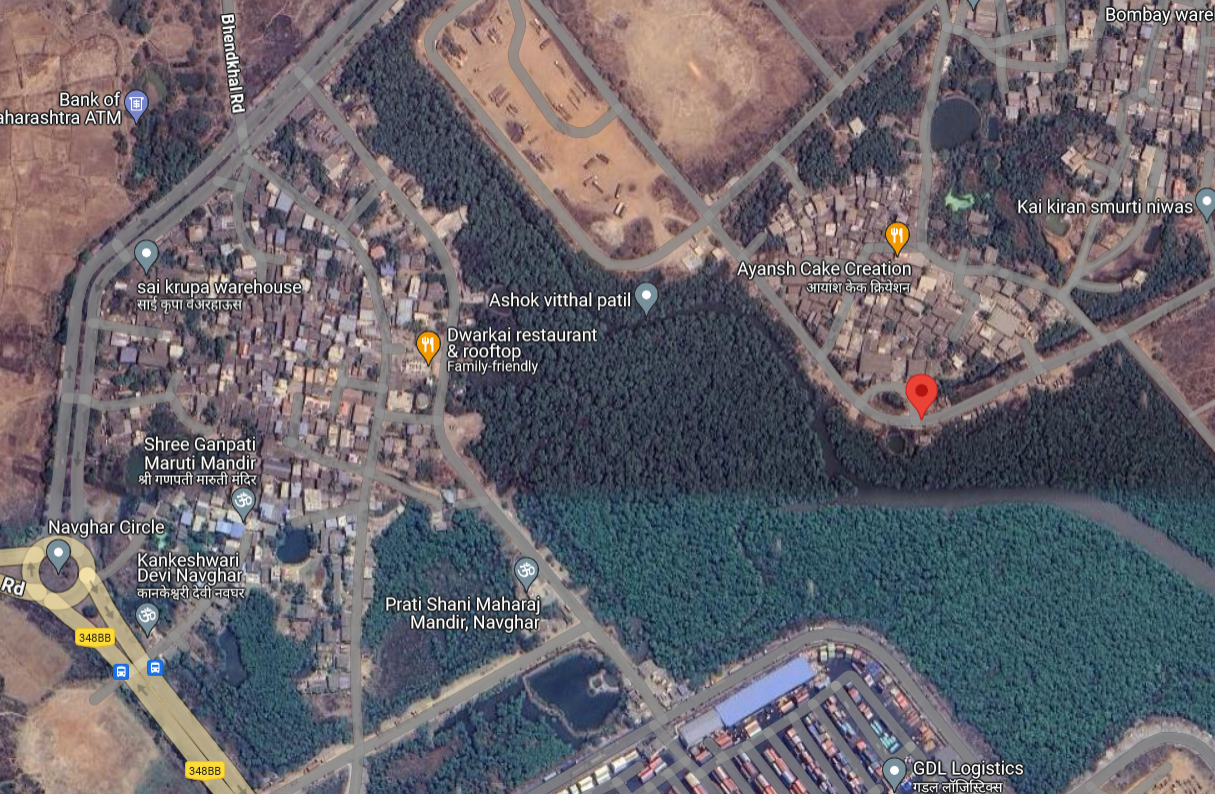 Bombay ware
Bhendkhal Rd
Bank of
aharashtra ATM
Kai kiran smurti niwas
Ayansh Cake Creation
आयांश केक क्रियेशन
sai krupa warehouse
साई कृपा वेअरहाऊस
Ashok vitthal patil
Dwarkai restaurant
& rooftop
Family-friendly
Shree Ganpati
Maruti Mandir
श्री गणपती मारुती मंदिर
Navghar Circle
Kankeshwari
Devi Navghar
कानकेश्वरी देवी नवघर
Rd
Prati Shani Maharaj
Mandir, Navghar
348BB
348BB
GDL Logistics
गडल लॉजिस्टिक्स